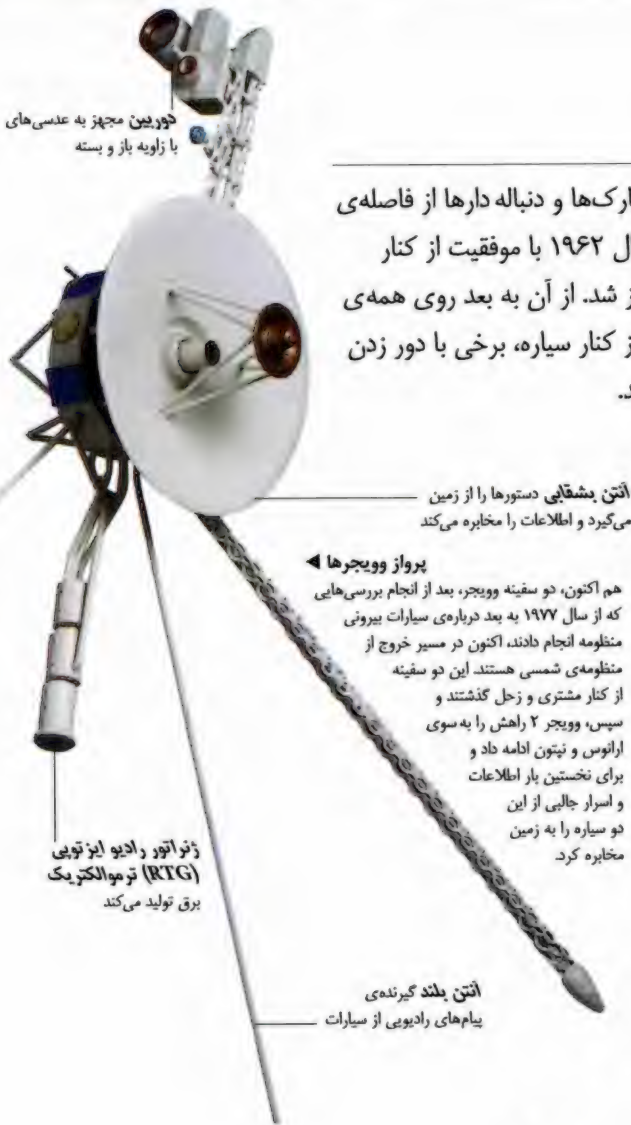 دوربین مجهز به عدسی‌های
با زاویه باز و بسته
ارک‌ها و دنباله دارها از فاصله‌ی
ل ۱۹۶۲ با موفقیت از کنار
ز شد. از آن به بعد روی همه‌ی
ز کنار سیاره، برخی با دور زدن
د.
آنتن بشقابی دستورها را از زمین
می‌گیرد و اطلاعات را مخابره می‌کند
پرواز وویجرها ◀
هم اکنون، دو سفینه وویجر، بعد از انجام بررسی‌هایی
که از سال ۱۹۷۷ به بعد درباره‌ی سیارات بیرونی
منظومه انجام دادند، اکنون در مسیر خروج از
منظومه‌ی شمسی هستند. این دو سفینه
از کنار مشتری و زحل گذشتند و
سپس، وویجر ۲ راهش را به سوی
ارانوس و نپتون ادامه داد و
برای نخستین بار اطلاعات
و اسرار جالبی از این
دو سیاره را به زمین
مخابره کرد.
ژنراتور رادیو ایزتوپی
(RTG) ترموالکتریک
برق تولید می‌کند
آنتن بلند گیرنده‌ی
پیام‌های رادیویی از سیارات